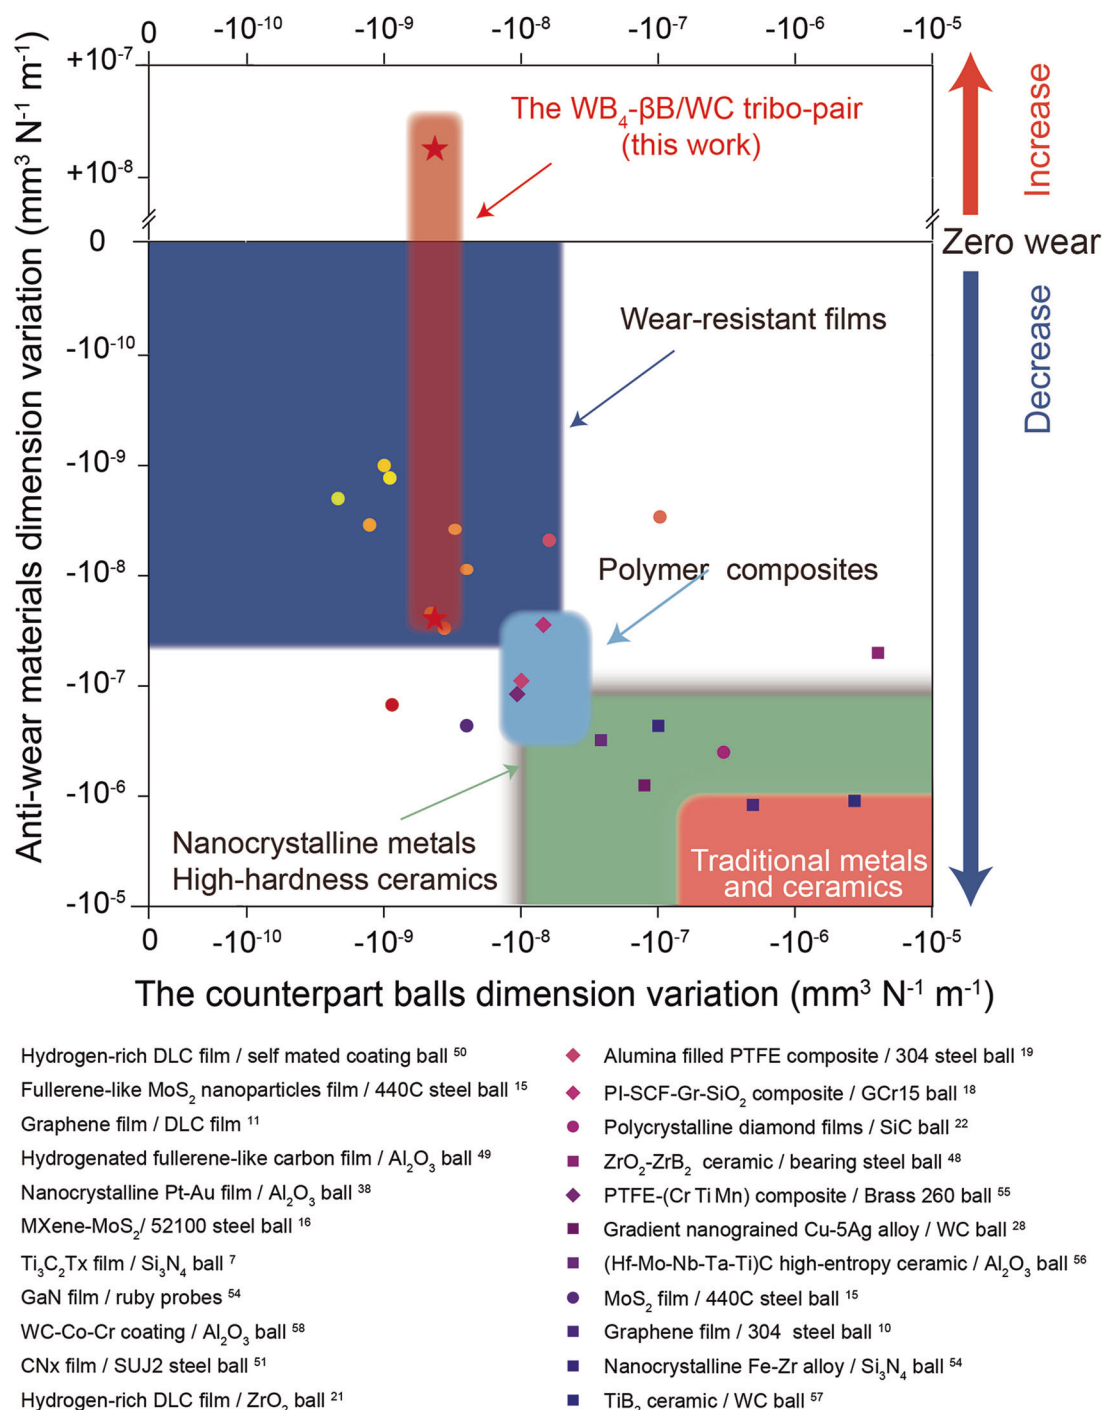 0 -10⁻¹⁰ -10⁻⁹ -10⁻⁸ -10⁻⁷ -10⁻⁶ -10⁻⁵
+10⁻⁷
+10⁻⁸
0
-10⁻¹⁰
-10⁻⁹
-10⁻⁸
-10⁻⁷
-10⁻⁶
-10⁻⁵
Anti-wear materials dimension variation (mm³ N⁻¹ m⁻¹)
The WB₄-βB/WC tribo-pair
(this work)
Increase
Zero wear
Decrease
Wear-resistant films
Polymer composites
Nanocrystalline metals
High-hardness ceramics
Traditional metals
and ceramics
0 -10⁻¹⁰ -10⁻⁹ -10⁻⁸ -10⁻⁷ -10⁻⁶ -10⁻⁵
The counterpart balls dimension variation (mm³ N⁻¹ m⁻¹)
Hydrogen-rich DLC film / self mated coating ball ⁵⁰
Fullerene-like MoS₂ nanoparticles film / 440C steel ball ¹⁵
Graphene film / DLC film ¹¹
Hydrogenated fullerene-like carbon film / Al₂O₃ ball ⁴⁹
Nanocrystalline Pt-Au film / Al₂O₃ ball ³⁸
MXene-MoS₂/ 52100 steel ball ¹⁶
Ti₃C₂Tx film / Si₃N₄ ball ⁷
GaN film / ruby probes ⁵⁴
WC-Co-Cr coating / Al₂O₃ ball ⁵⁸
CNx film / SUJ2 steel ball ⁵¹
Hydrogen-rich DLC film / ZrO₂ ball ²¹
Alumina filled PTFE composite / 304 steel ball ¹⁹
PI-SCF-Gr-SiO₂ composite / GCr15 ball ¹⁸
Polycrystalline diamond films / SiC ball ²²
ZrO₂-ZrB₂ ceramic / bearing steel ball ⁴⁸
PTFE-(Cr Ti Mn) composite / Brass 260 ball ⁵⁵
Gradient nanograined Cu-5Ag alloy / WC ball ²⁸
(Hf-Mo-Nb-Ta-Ti)C high-entropy ceramic / Al₂O₃ ball ⁵⁶
MoS₂ film / 440C steel ball ¹⁵
Graphene film / 304 steel ball ¹⁰
Nanocrystalline Fe-Zr alloy / Si₃N₄ ball ⁵⁴
TiB₂ ceramic / WC ball ⁵⁷